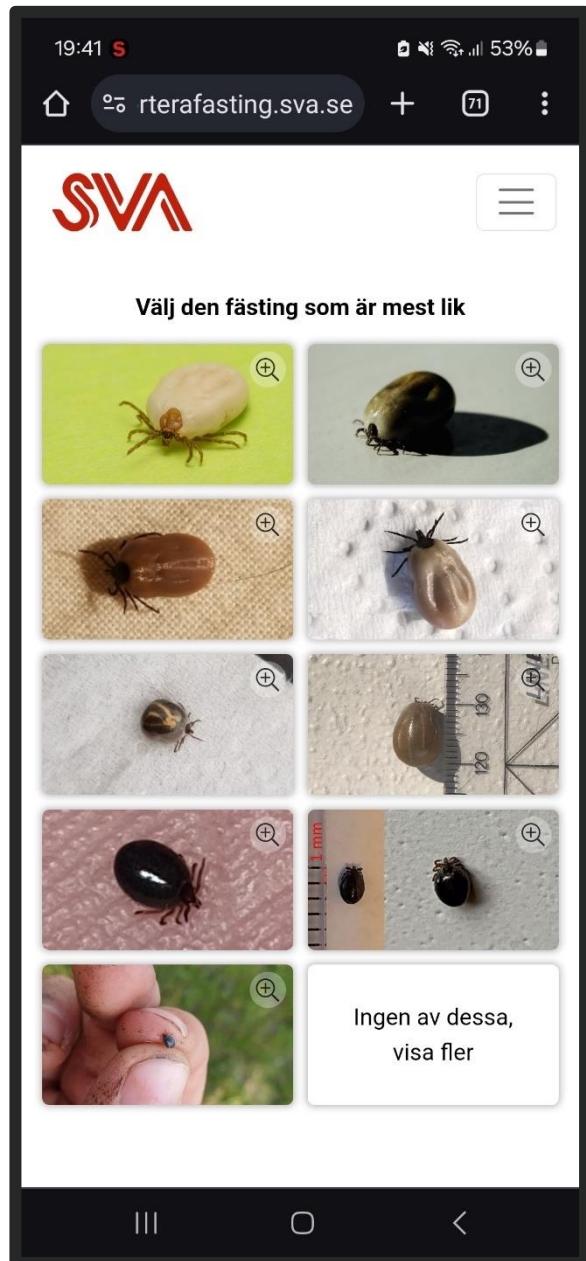 19:41 S 53%
rterafasting.sva.se + 71
SVA
Välj den fästing som är mest lik
130
120
1 mm
Ingen av dessa,
visa fler